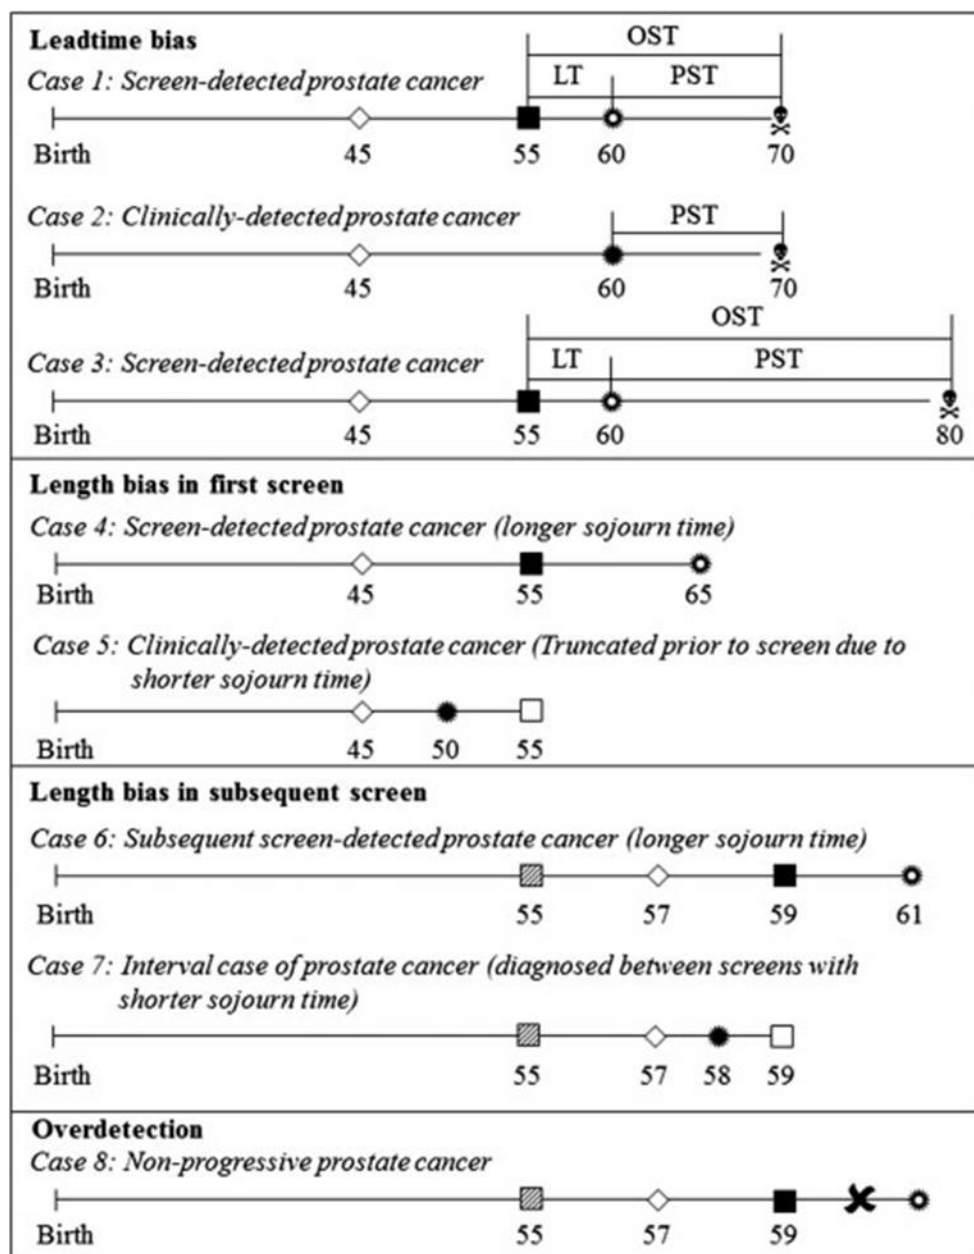 Leadtime bias
OST
Case 1: Screen-detected prostate cancer
LT PST
Birth 45 55 60 70
Case 2: Clinically-detected prostate cancer
PST
Birth 45 60 70
OST
Case 3: Screen-detected prostate cancer
LT PST
Birth 45 55 60 80
Length bias in first screen
Case 4: Screen-detected prostate cancer (longer sojourn time)
Birth 45 55 65
Case 5: Clinically-detected prostate cancer (Truncated prior to screen due to
shorter sojourn time)
Birth 45 50 55
Length bias in subsequent screen
Case 6: Subsequent screen-detected prostate cancer (longer sojourn time)
Birth 55 57 59 61
Case 7: Interval case of prostate cancer (diagnosed between screens with
shorter sojourn time)
Birth 55 57 58 59
Overdetection
Case 8: Non-progressive prostate cancer
Birth 55 57 59